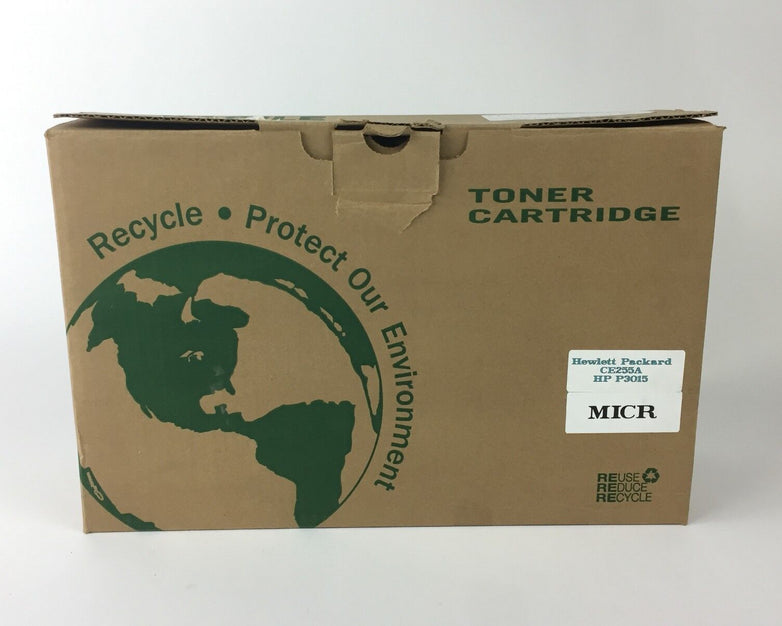 Recycle • Protect Our Environment
TONER
CARTRIDGE
Hewlett Packard
CE255A
HP P3015
MICR
REUSE
REDUCE
RECYCLE